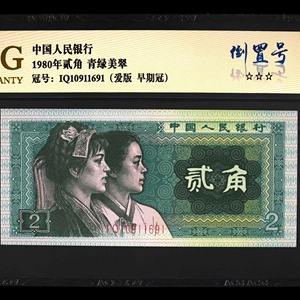 G
ANTY
中国人民银行
1980年贰角 青绿美翠
冠号：IQ10911691（爱版 早期冠）
倒置号
☆☆☆
中国人民银行
贰角
2
2
IQ10911691